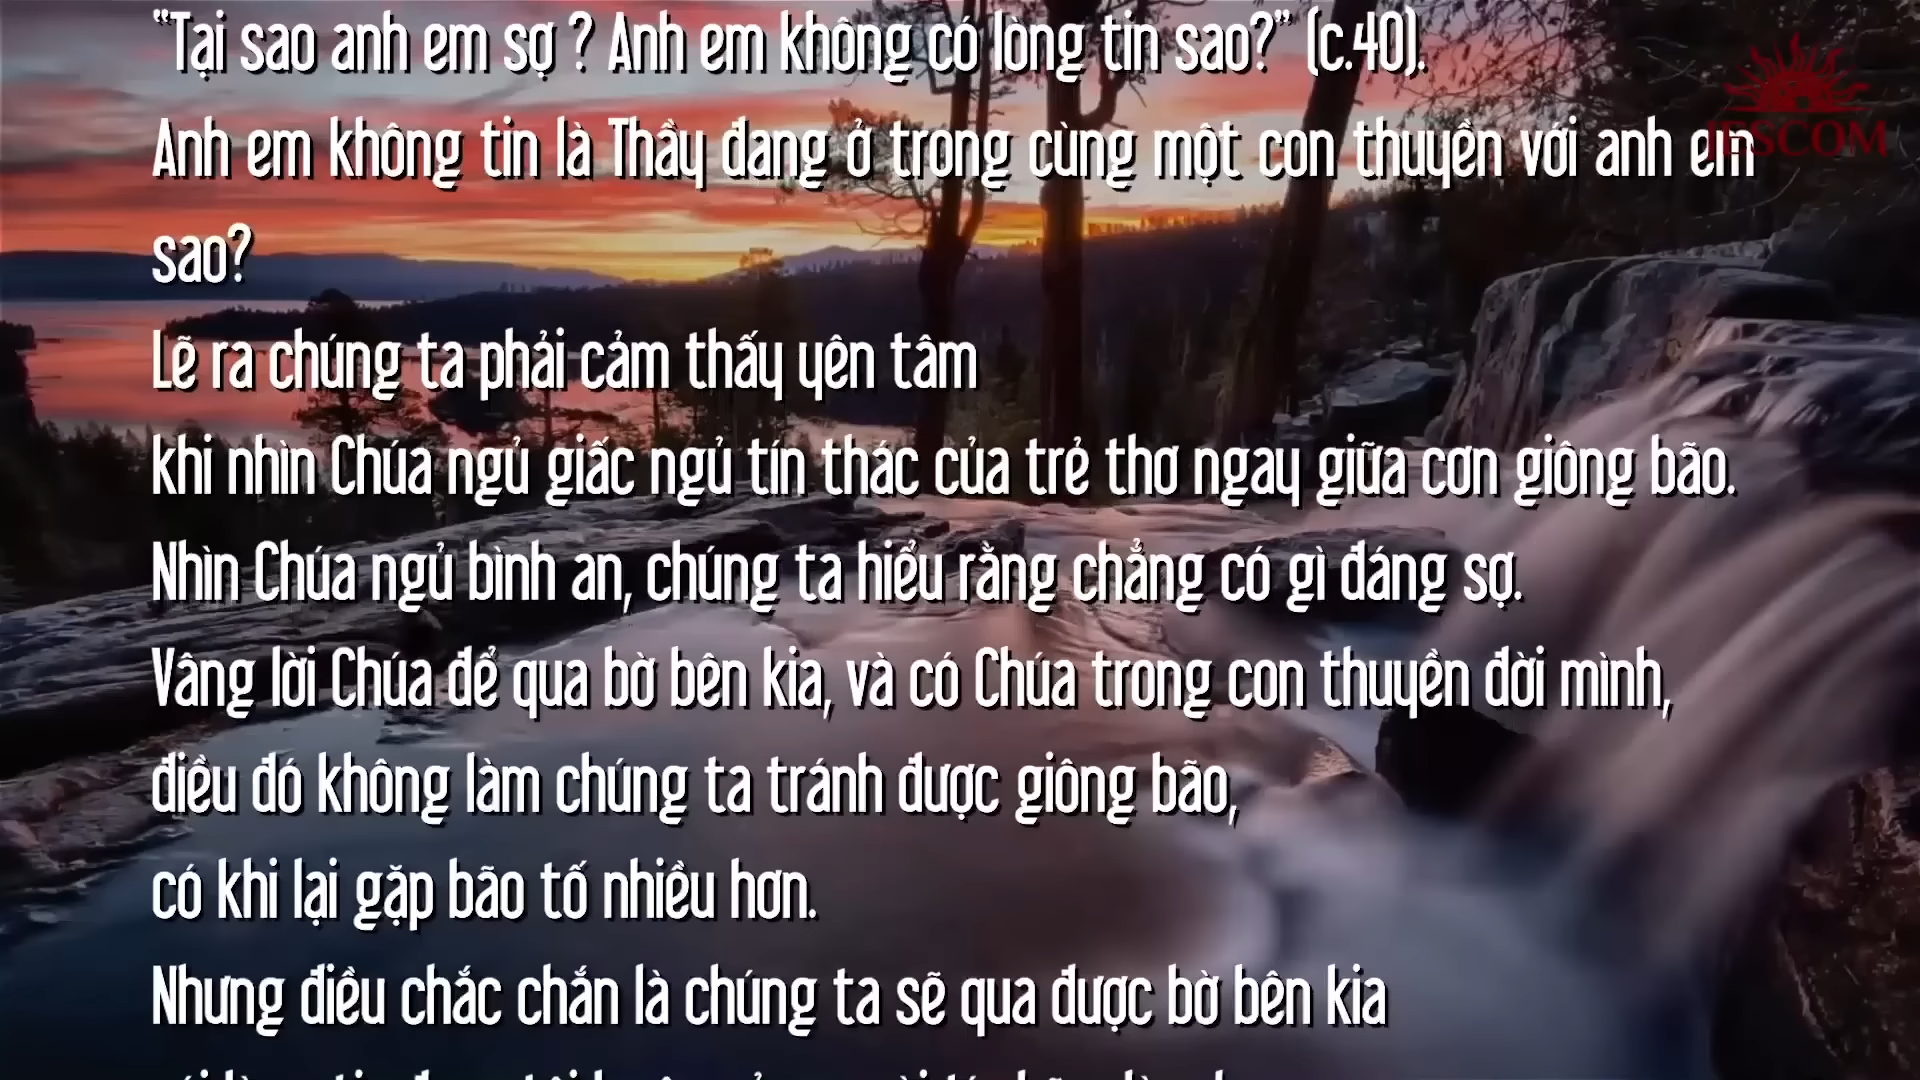 “Tại sao anh em sợ ? Anh em không có lòng tin sao?” (c.40).
JESCOM
Anh em không tin là Thầy đang ở trong cùng một con thuyền với anh em
sao?
Lẽ ra chúng ta phải cảm thấy yên tâm
khi nhìn Chúa ngủ giấc ngủ tín thác của trẻ thơ ngay giữa cơn giông bão.
Nhìn Chúa ngủ bình an, chúng ta hiểu rằng chẳng có gì đáng sợ.
Vâng lời Chúa để qua bờ bên kia, và có Chúa trong con thuyền đời mình,
điều đó không làm chúng ta tránh được giông bão,
có khi lại gặp bão tố nhiều hơn.
Nhưng điều chắc chắn là chúng ta sẽ qua được bờ bên kia